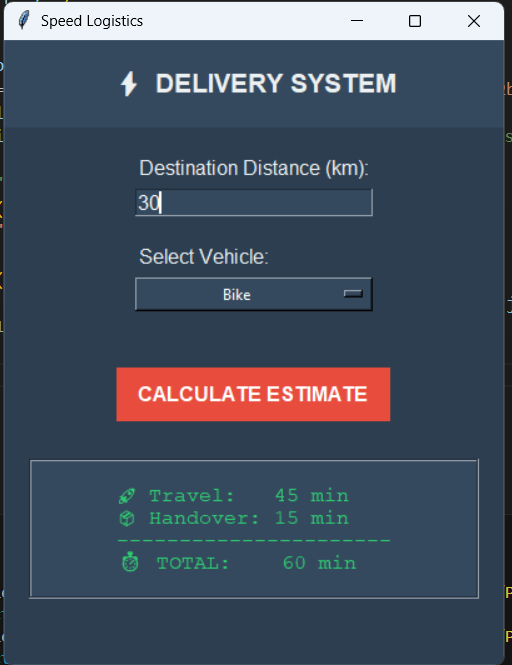 Speed Logistics
⚡ DELIVERY SYSTEM
Destination Distance (km):
30
Select Vehicle:
Bike
CALCULATE ESTIMATE
🚀 Travel: 45 min
📦 Handover: 15 min
----------------------
⏱ TOTAL: 60 min